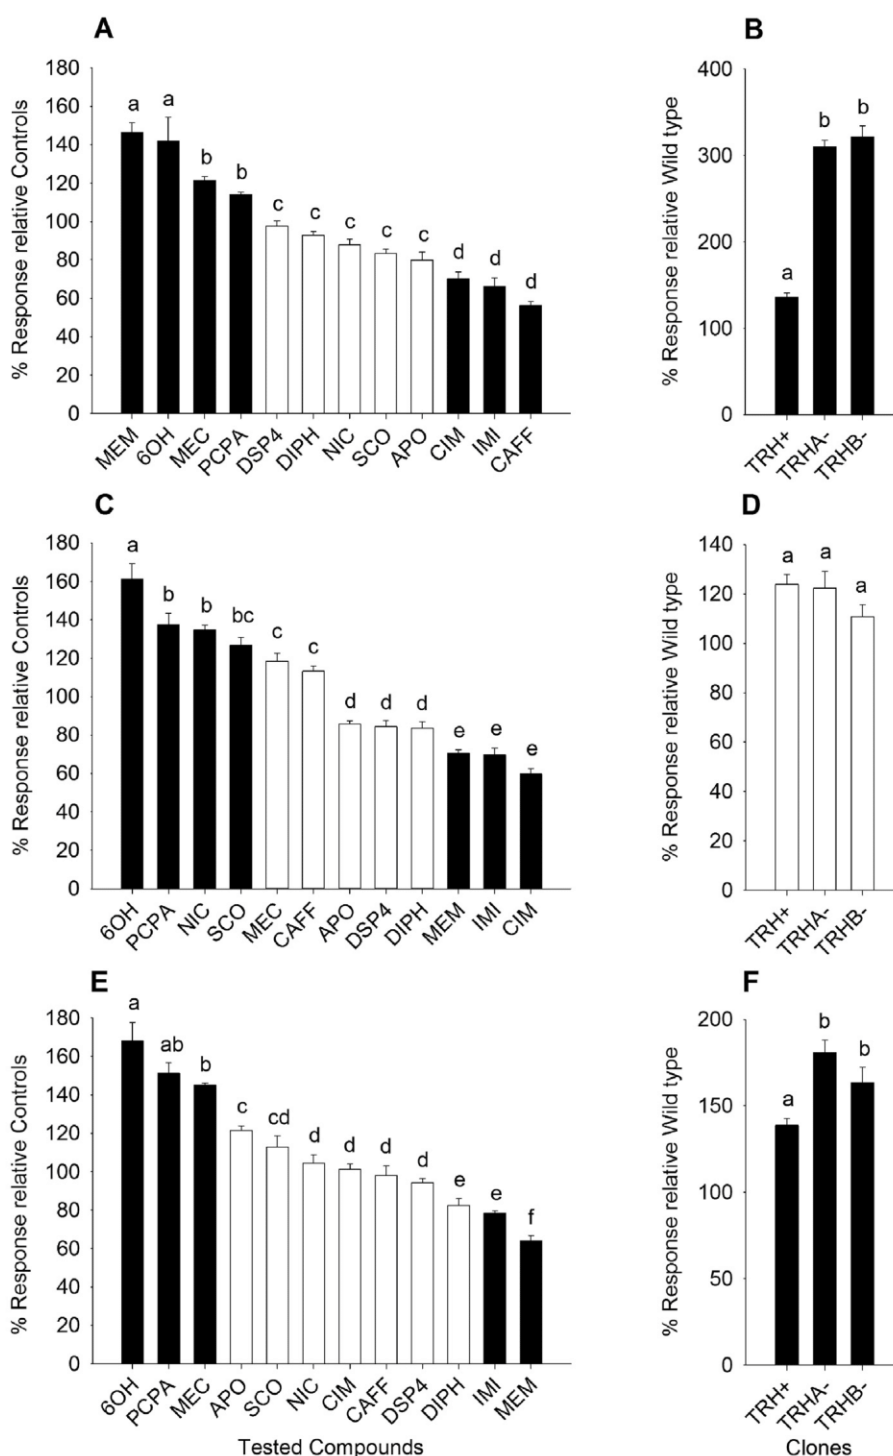 A
% Response relative Controls
180
160
140
120
100
80
60
40
20
0
a a b b c c c c c d d d
MEM 6OH MEC PCPA DSP4 DIPH NIC SCO APO CIM IMI CAFF
B
% Response relative Wild type
400
300
200
100
0
a b b
TRH+ TRHA- TRHB-
C
% Response relative Controls
180
160
140
120
100
80
60
40
20
0
a b b bc c c d d d e e e
6OH PCPA NIC SCO MEC CAFF APO DSP4 DIPH MEM IMI CIM
D
% Response relative Wild type
140
120
100
80
60
40
20
0
a a a
TRH+ TRHA- TRHB-
E
% Response relative Controls
180
160
140
120
100
80
60
40
20
0
a ab b c cd d d d d e e f
6OH PCPA MEC APO SCO NIC CIM CAFF DSP4 DIPH IMI MEM
Tested Compounds
F
% Response relative Wild type
200
150
100
50
0
a b b
TRH+ TRHA- TRHB-
Clones